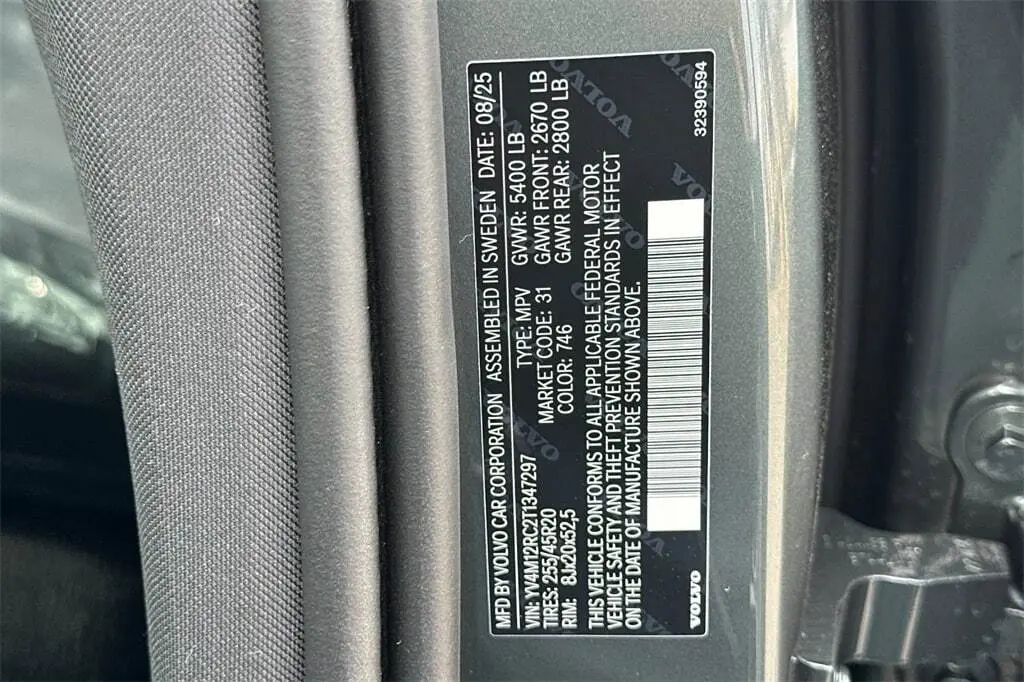 MFD BY VOLVO CAR CORPORATION ASSEMBLED IN SWEDEN DATE: 08/25
VIN: YV4M12RC2T1347297 TYPE: MPV GVWR: 5400 LB
TIRES: 255/45R20 MARKET CODE: 31 GAWR FRONT: 2670 LB
RIM: 8Jx20x52,5 COLOR: 746 GAWR REAR: 2800 LB
THIS VEHICLE CONFORMS TO ALL APPLICABLE FEDERAL MOTOR
VEHICLE SAFETY AND THEFT PREVENTION STANDARDS IN EFFECT
ON THE DATE OF MANUFACTURE SHOWN ABOVE.
VOLVO 32390594